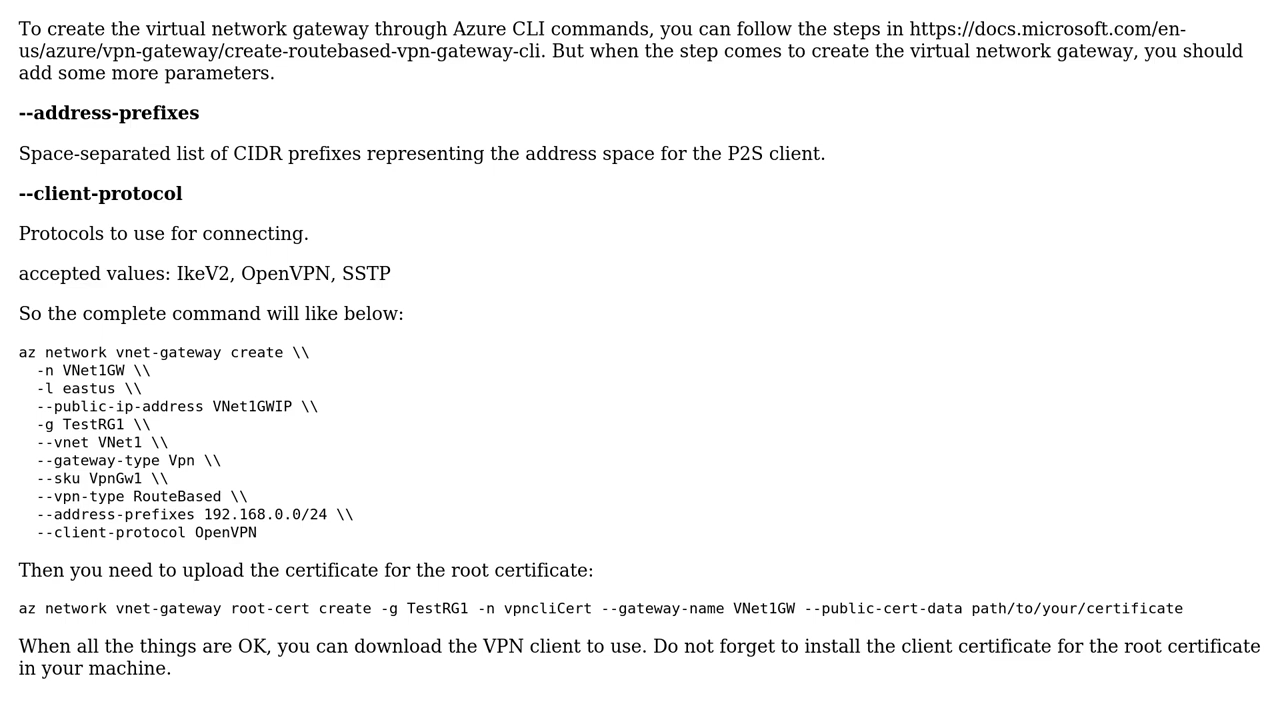 To create the virtual network gateway through Azure CLI commands, you can follow the steps in https://docs.microsoft.com/en-
us/azure/vpn-gateway/create-routebased-vpn-gateway-cli. But when the step comes to create the virtual network gateway, you should
add some more parameters.
--address-prefixes
Space-separated list of CIDR prefixes representing the address space for the P2S client.
--client-protocol
Protocols to use for connecting.
accepted values: IkeV2, OpenVPN, SSTP
So the complete command will like below:
az network vnet-gateway create \\
  -n VNet1GW \\
  -l eastus \\
  --public-ip-address VNet1GWIP \\
  -g TestRG1 \\
  --vnet VNet1 \\
  --gateway-type Vpn \\
  --sku VpnGw1 \\
  --vpn-type RouteBased \\
  --address-prefixes 192.168.0.0/24 \\
  --client-protocol OpenVPN
Then you need to upload the certificate for the root certificate:
az network vnet-gateway root-cert create -g TestRG1 -n vpncliCert --gateway-name VNet1GW --public-cert-data path/to/your/certificate
When all the things are OK, you can download the VPN client to use. Do not forget to install the client certificate for the root certificate
in your machine.